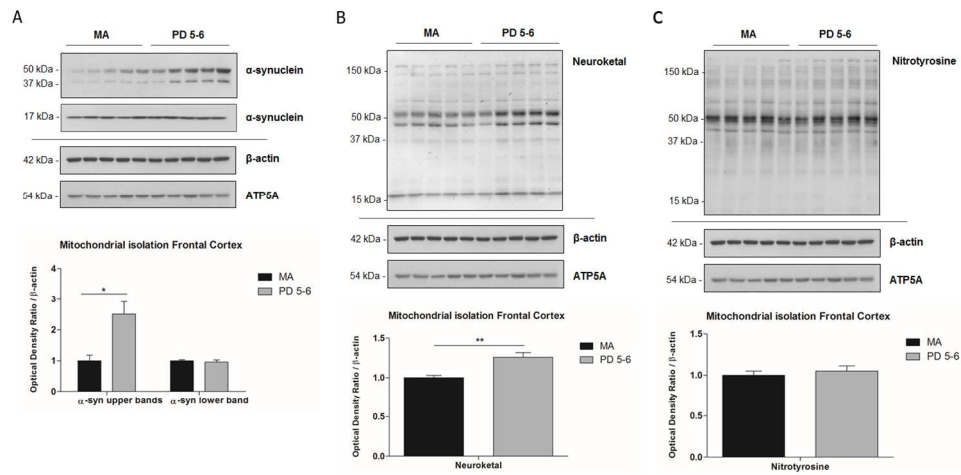 A
MA PD 5-6
50 kDa - α-synuclein
37 kDa -
17 kDa - α-synuclein
42 kDa - β-actin
54 kDa - ATP5A
Mitochondrial isolation Frontal Cortex
Optical Density Ratio / β-actin
4
3
2
1
0
*
MA
PD 5-6
α-syn upper bands α-syn lower band
B
MA PD 5-6
Neuroketal
150 kDa -
50 kDa -
37 kDa -
15 kDa -
42 kDa - β-actin
54 kDa - ATP5A
Mitochondrial isolation Frontal Cortex
Optical Density Ratio / β-actin
1.5
1.0
0.5
0.0
**
MA
PD 5-6
Neuroketal
C
MA PD 5-6
Nitrotyrosine
150 kDa -
50 kDa -
37 kDa -
15 kDa -
42 kDa - β-actin
54 kDa - ATP5A
Mitochondrial isolation Frontal Cortex
Optical Density Ratio / β-actin
1.5
1.0
0.5
0.0
MA
PD 5-6
Nitrotyrosine